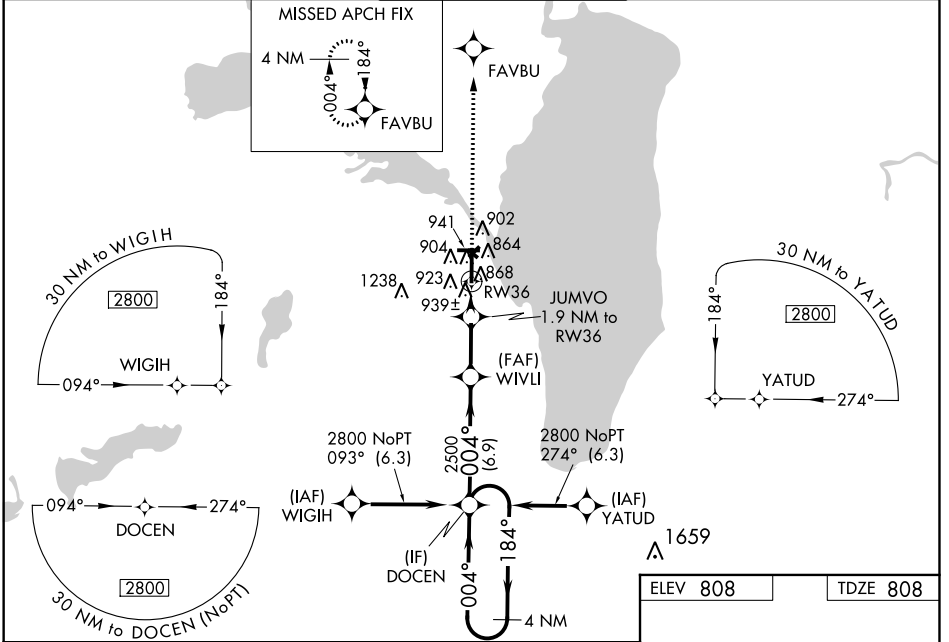 MISSED APCH FIX
4 NM
184°
004°
FAVBU
FAVBU
941
902
904
864
1238
923
868
RW36
939±
JUMVO
1.9 NM to
RW36
30 NM to WIGIH
2800
184°
WIGIH
094°
30 NM to YATUD
184°
2800
YATUD
274°
(FAF)
WIVLI
2500
004°
(6.9)
2800 NoPT
093° (6.3)
2800 NoPT
274° (6.3)
(IAF)
WIGIH
(IAF)
YATUD
(IF)
DOCEN
184°
004°
4 NM
094°
274°
DOCEN
2800
30 NM to DOCEN (NoPT)
1659
ELEV 808
TDZE 808